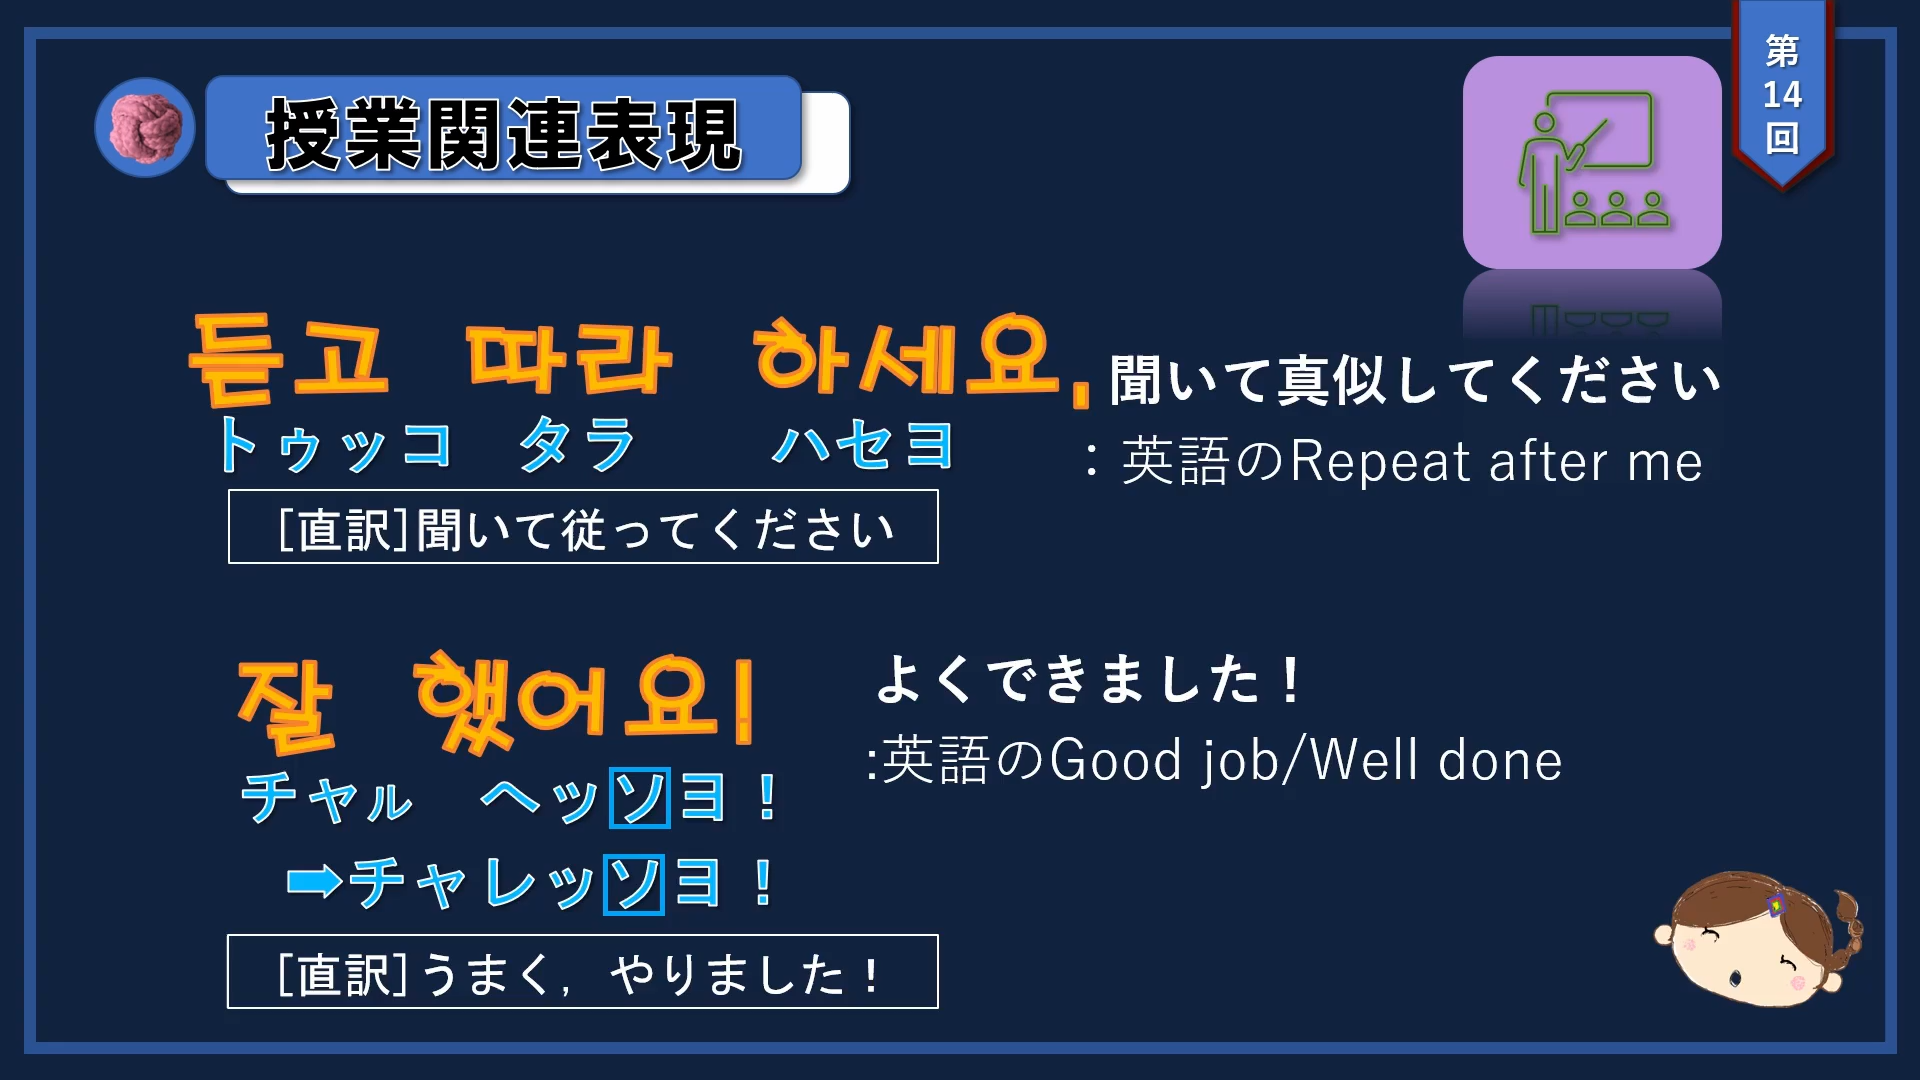 第14回
授業関連表現
듣고 따라 하세요.
聞いて真似してください
トゥッコ タラ ハセヨ
：英語のRepeat after me
[直訳]聞いて従ってください
잘 했어요!
よくできました！
チャル ヘッソヨ！
:英語のGood job/Well done
➡チャレッソヨ！
[直訳]うまく，やりました！